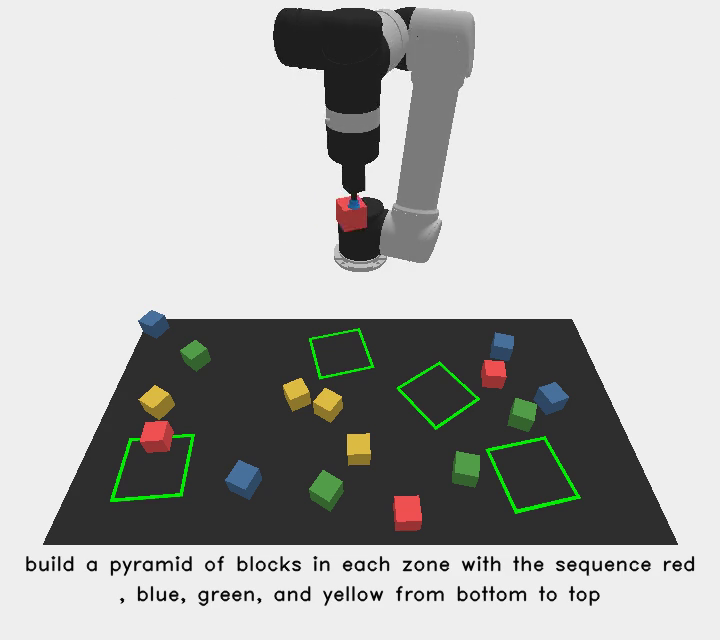 build a pyramid of blocks in each zone with the sequence red
, blue, green, and yellow from bottom to top